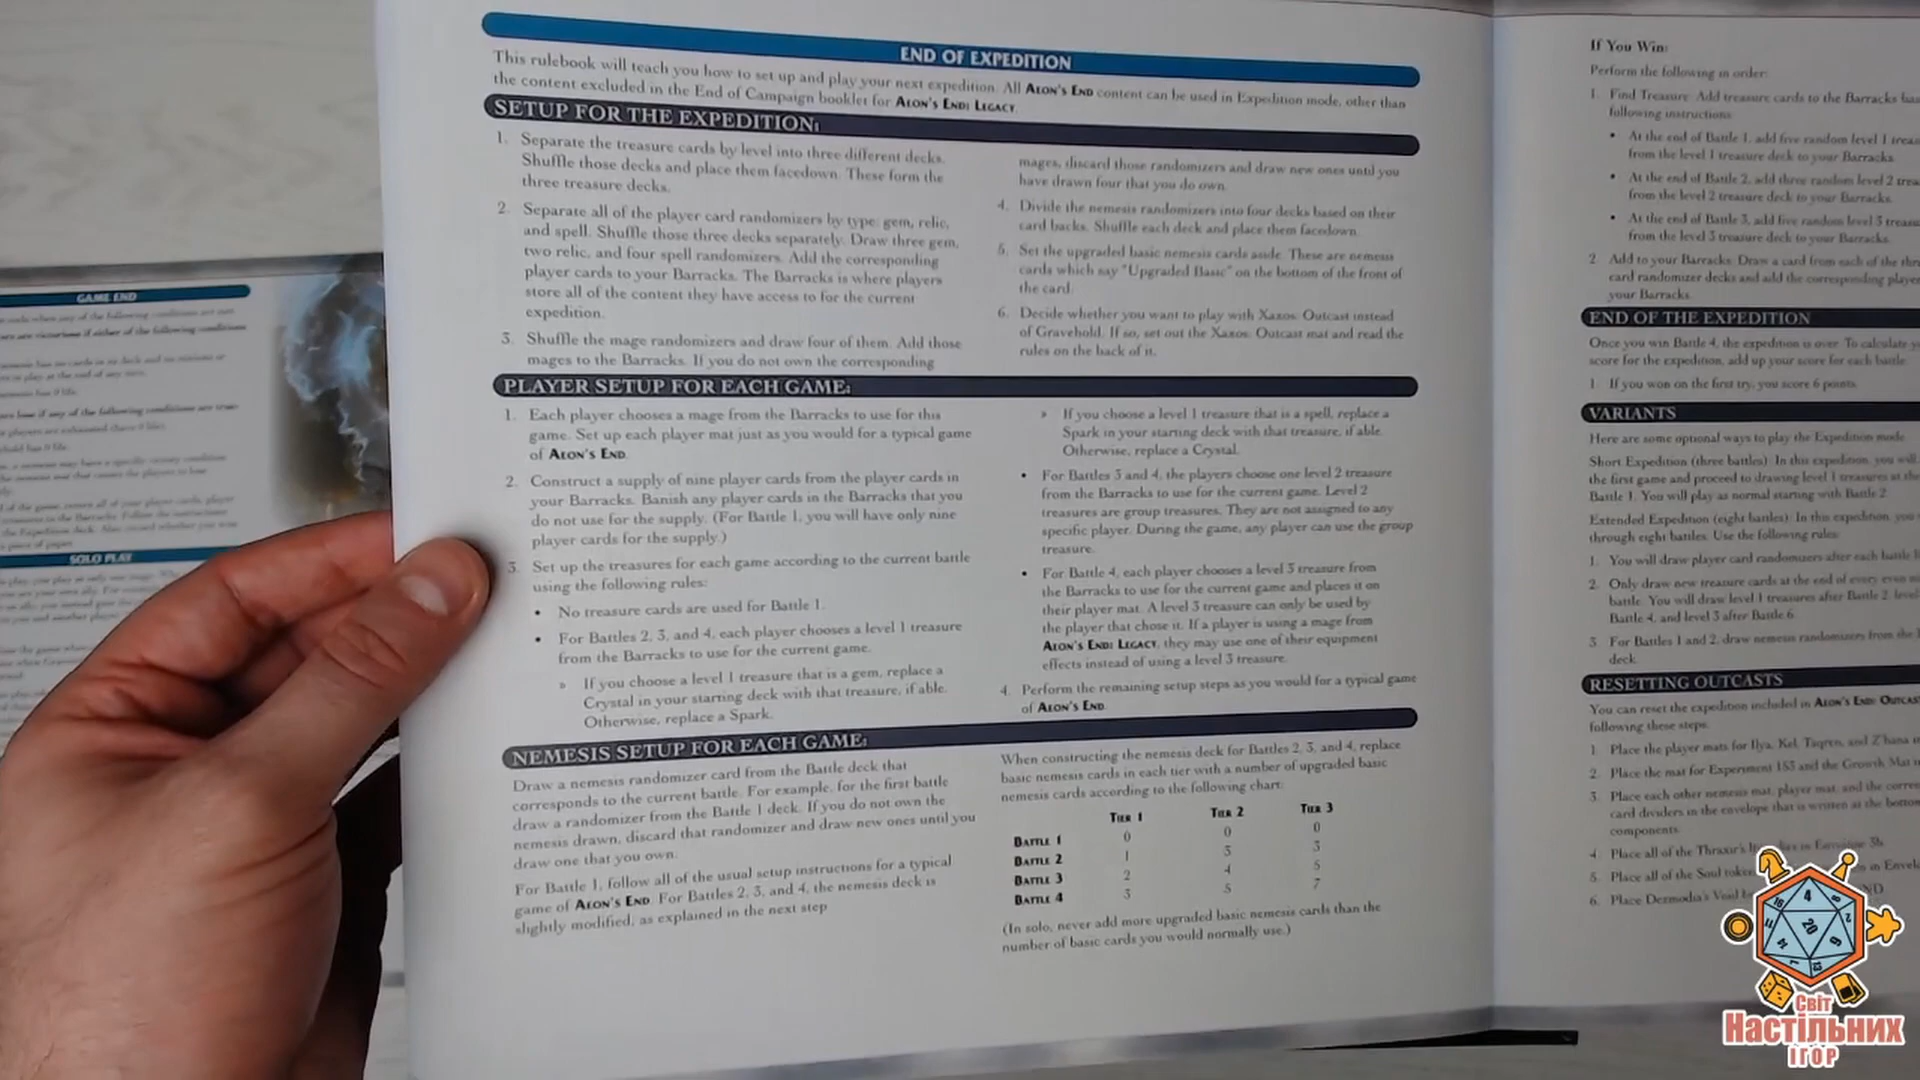 END OF EXPEDITION
This rulebook will teach you how to set up and play your next expedition. All AEON'S END content can be used in Expedition mode, other than
the content excluded in the End of Campaign booklet for AEON'S END: LEGACY.
SETUP FOR THE EXPEDITION:
1. Separate the treasure cards by level into three different decks.
Shuffle those decks and place them facedown. These form the
three treasure decks.
2. Separate all of the player card randomizers by type: gem, relic,
and spell. Shuffle those three decks separately. Draw three gem,
two relic, and four spell randomizers. Add the corresponding
player cards to your Barracks. The Barracks is where players
store all of the content they have access to for the current
expedition.
3. Shuffle the mage randomizers and draw four of them. Add those
mages to the Barracks. If you do not own the corresponding
mages, discard those randomizers and draw new ones until you
have drawn four that you do own.
4. Divide the nemesis randomizers into four decks based on their
card backs. Shuffle each deck and place them facedown.
5. Set the upgraded basic nemesis cards aside. These are nemesis
cards which say "Upgraded Basic" on the bottom of the front of
the card.
6. Decide whether you want to play with Xaxos: Outcast instead
of Gravehold. If so, set out the Xaxos: Outcast mat and read the
rules on the back of it.
PLAYER SETUP FOR EACH GAME:
1. Each player chooses a mage from the Barracks to use for this
game. Set up each player mat just as you would for a typical game
of AEON'S END.
2. Construct a supply of nine player cards from the player cards in
your Barracks. Banish any player cards in the Barracks that you
do not use for the supply. (For Battle 1, you will have only nine
player cards for the supply.)
3. Set up the treasures for each game according to the current battle
using the following rules:
• No treasure cards are used for Battle 1.
• For Battles 2, 3, and 4, each player chooses a level 1 treasure
from the Barracks to use for the current game.
» If you choose a level 1 treasure that is a gem, replace a
Crystal in your starting deck with that treasure, if able.
Otherwise, replace a Spark.
» If you choose a level 1 treasure that is a spell, replace a
Spark in your starting deck with that treasure, if able.
Otherwise, replace a Crystal.
• For Battles 3 and 4, the players choose one level 2 treasure
from the Barracks to use for the current game. Level 2
treasures are group treasures. They are not assigned to any
specific player. During the game, any player can use the group
treasure.
• For Battle 4, each player chooses a level 3 treasure from
the Barracks to use for the current game and places it on
their player mat. A level 3 treasure can only be used by
the player that chose it. If a player is using a mage from
AEON'S END: LEGACY, they may use one of their equipment
effects instead of using a level 3 treasure.
4. Perform the remaining setup steps as you would for a typical game
of AEON'S END.
NEMESIS SETUP FOR EACH GAME:
Draw a nemesis randomizer card from the Battle deck that
corresponds to the current battle. For example, for the first battle
draw a randomizer from the Battle 1 deck. If you do not own the
nemesis drawn, discard that randomizer and draw new ones until you
draw one that you own.
For Battle 1, follow all of the usual setup instructions for a typical
game of AEON'S END. For Battles 2, 3, and 4, the nemesis deck is
slightly modified, as explained in the next step
When constructing the nemesis deck for Battles 2, 3, and 4, replace
basic nemesis cards in each tier with a number of upgraded basic
nemesis cards according to the following chart:
TIER 1 TIER 2 TIER 3
BATTLE 1 0 0 0
BATTLE 2 1 3 3
BATTLE 3 2 4 5
BATTLE 4 3 5 7
(In solo, never add more upgraded basic nemesis cards than the
number of basic cards you would normally use.)
If You Win:
Perform the following in order:
1. Find Treasure: Add treasure cards to the Barracks
following instructions
• At the end of Battle 1, add five random level 1
from the level 1 treasure deck to your Barracks.
• At the end of Battle 2, add three random level 2
from the level 2 treasure deck to your Barracks.
• At the end of Battle 3, add five random level 3
from the level 3 treasure deck to your Barracks.
2. Add to your Barracks: Draw a card from each of the
card randomizer decks and add the corresponding
your Barracks.
END OF THE EXPEDITION
Once you win Battle 4, the expedition is over. To calculate
score for the expedition, add up your score for each battle
1. If you won on the first try, you score 6 points.
VARIANTS
Here are some optional ways to play the Expedition mode
Short Expedition (three battles): In this expedition, you will
the first game and proceed to drawing level 1 treasures
Battle 1. You will play as normal starting with Battle 2.
Extended Expedition (eight battles): In this expedition, you
through eight battles. Use the following rules:
1. You will draw player card randomizers after each battle
2. Only draw new treasure cards at the end of every
battle. You will draw level 1 treasures after Battle 2,
Battle 4, and level 3 after Battle 6.
3. For Battles 1 and 2, draw nemesis randomizers from the
deck.
RESETTING OUTCASTS
You can reset the expedition included in AEON'S END:
following these steps.
1. Place the player mats for Ilya, Kel, Taqren, and Z'hana
2. Place the mat for Experiment 153 and the Growth Mat
3. Place each other nemesis mat, player mat, and the
card dividers in the envelope that is written at the bottom
components.
4. Place all of the Thraxir's
5. Place all of the Soul
6. Place Dezmodia's Void
GAME END
SOLO PLAY
Світ
Настільних
ігор